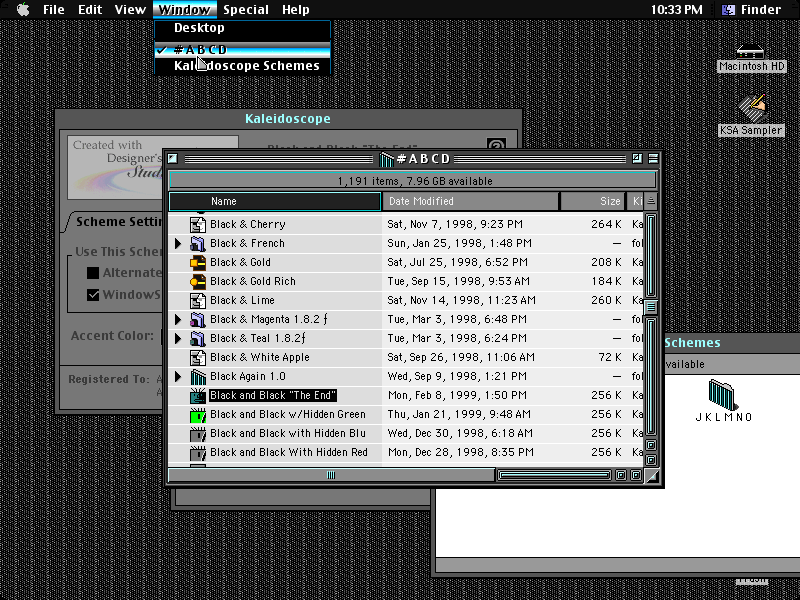 File Edit View Window Special Help 10:33 PM Finder
Desktop
#ABCD
Kaleidoscope Schemes
Macintosh HD
KSA Sampler
Kaleidoscope
Created with
Designer's
Studi
Black and Black "The End"
Scheme Settin
Use This Schem
Alternate
WindowS
Accent Color:
Registered To: A
A
#ABCD
1,191 items, 7.96 GB available
Name Date Modified Size Ki
Black & Cherry Sat, Nov 7, 1998, 9:23 PM 264 K Ka
Black & French Sun, Jan 25, 1998, 1:48 PM — fol
Black & Gold Sat, Jul 25, 1998, 6:52 PM 208 K Ka
Black & Gold Rich Tue, Sep 15, 1998, 9:53 AM 184 K Ka
Black & Lime Sat, Nov 14, 1998, 11:23 AM 260 K Ka
Black & Magenta 1.8.2 ƒ Tue, Mar 3, 1998, 6:48 PM — fol
Black & Teal 1.8.2ƒ Tue, Mar 3, 1998, 6:24 PM — fol
Black & White Apple Sat, Sep 26, 1998, 11:06 AM 72 K Ka
Black Again 1.0 Wed, Sep 9, 1998, 1:21 PM — fol
Black and Black "The End" Mon, Feb 8, 1999, 1:50 PM 256 K Ka
Black and Black w/Hidden Green Thu, Jan 21, 1999, 9:48 AM 256 K Ka
Black and Black with Hidden Blu Wed, Dec 30, 1998, 6:18 AM 256 K Ka
Black and Black With Hidden Red Mon, Dec 28, 1998, 8:35 PM 256 K Ka
Schemes
vailable
JKLMNO